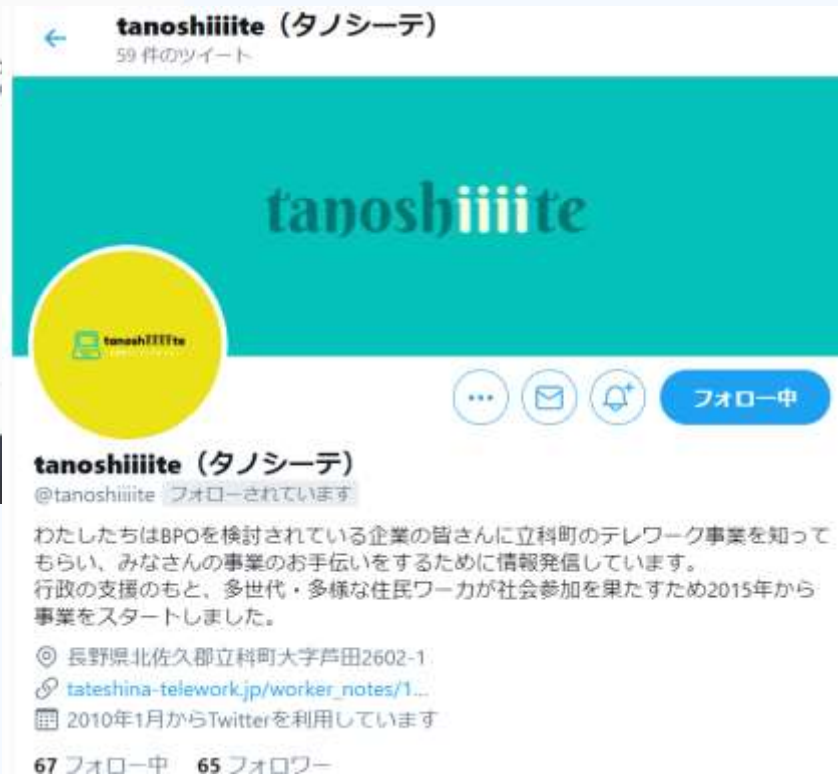 tanoshiiiite（タノシーテ）
59 件のツイート
tanoshiiiite
tanoshIIIIte
フォロー中
tanoshiiiite（タノシーテ）
@tanoshiiiite フォローされています
わたしたちはBPOを検討されている企業の皆さんに立科町のテレワーク事業を知って
もらい、みなさんの事業のお手伝いをするために情報発信しています。
行政の支援のもと、多世代・多様な住民ワーカが社会参加を果たすため2015年から
事業をスタートしました。
長野県北佐久郡立科町大字芦田2602-1
tateshina-telework.jp/worker_notes/1...
2010年1月からTwitterを利用しています
67 フォロー中 65 フォロワー